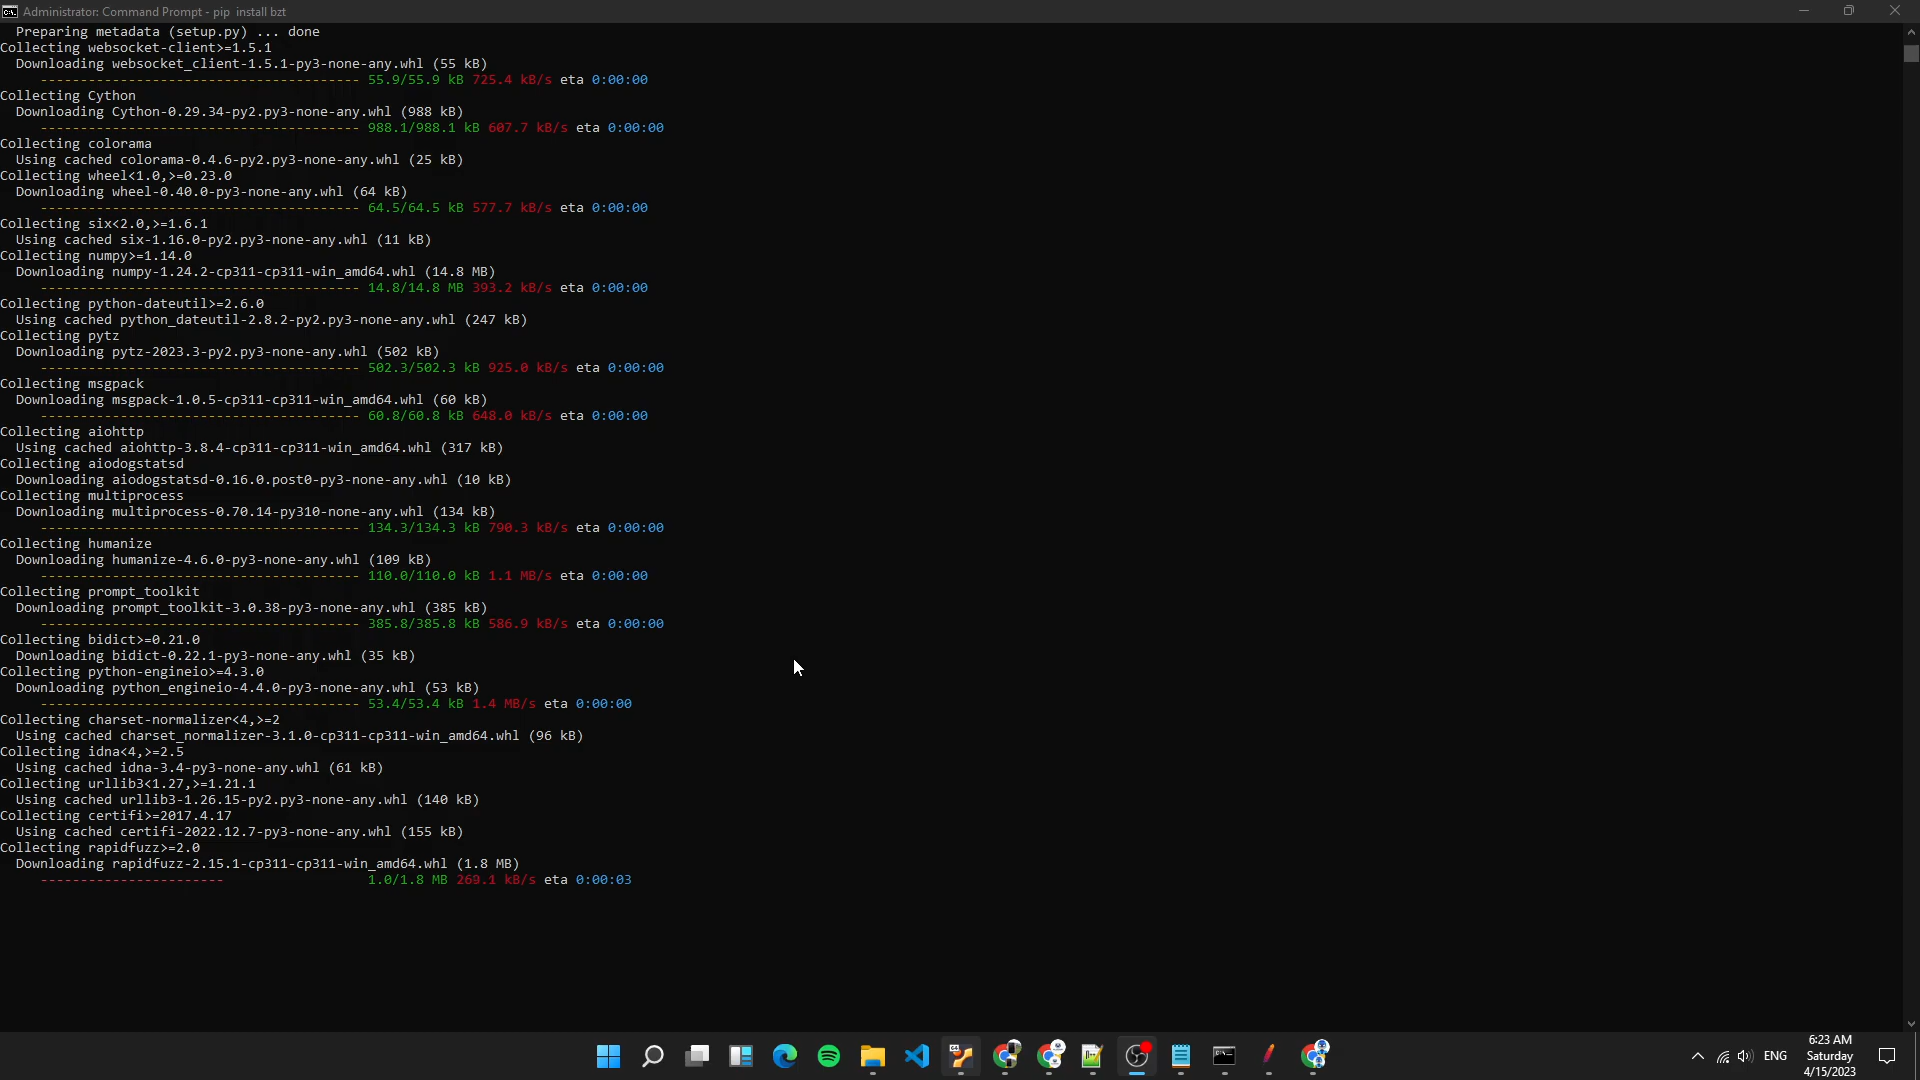 Administrator: Command Prompt - pip  install bzt
Preparing metadata (setup.py) ... done
Collecting websocket-client>=1.5.1
Downloading websocket_client-1.5.1-py3-none-any.whl (55 kB)
---------------------------------------- 55.9/55.9 kB 725.4 kB/s eta 0:00:00
Collecting Cython
Downloading Cython-0.29.34-py2.py3-none-any.whl (988 kB)
---------------------------------------- 988.1/988.1 kB 607.7 kB/s eta 0:00:00
Collecting colorama
Using cached colorama-0.4.6-py2.py3-none-any.whl (25 kB)
Collecting wheel<1.0,>=0.23.0
Downloading wheel-0.40.0-py3-none-any.whl (64 kB)
---------------------------------------- 64.5/64.5 kB 577.7 kB/s eta 0:00:00
Collecting six<2.0,>=1.6.1
Using cached six-1.16.0-py2.py3-none-any.whl (11 kB)
Collecting numpy>=1.14.0
Downloading numpy-1.24.2-cp311-cp311-win_amd64.whl (14.8 MB)
---------------------------------------- 14.8/14.8 MB 393.2 kB/s eta 0:00:00
Collecting python-dateutil>=2.6.0
Using cached python_dateutil-2.8.2-py2.py3-none-any.whl (247 kB)
Collecting pytz
Downloading pytz-2023.3-py2.py3-none-any.whl (502 kB)
---------------------------------------- 502.3/502.3 kB 925.0 kB/s eta 0:00:00
Collecting msgpack
Downloading msgpack-1.0.5-cp311-cp311-win_amd64.whl (60 kB)
---------------------------------------- 60.8/60.8 kB 648.0 kB/s eta 0:00:00
Collecting aiohttp
Using cached aiohttp-3.8.4-cp311-cp311-win_amd64.whl (317 kB)
Collecting aiodogstatsd
Downloading aiodogstatsd-0.16.0.post0-py3-none-any.whl (10 kB)
Collecting multiprocess
Downloading multiprocess-0.70.14-py310-none-any.whl (134 kB)
---------------------------------------- 134.3/134.3 kB 790.3 kB/s eta 0:00:00
Collecting humanize
Downloading humanize-4.6.0-py3-none-any.whl (109 kB)
---------------------------------------- 110.0/110.0 kB 1.1 MB/s eta 0:00:00
Collecting prompt_toolkit
Downloading prompt_toolkit-3.0.38-py3-none-any.whl (385 kB)
---------------------------------------- 385.8/385.8 kB 586.9 kB/s eta 0:00:00
Collecting bidict>=0.21.0
Downloading bidict-0.22.1-py3-none-any.whl (35 kB)
Collecting python-engineio>=4.3.0
Downloading python_engineio-4.4.0-py3-none-any.whl (53 kB)
---------------------------------------- 53.4/53.4 kB 1.4 MB/s eta 0:00:00
Collecting charset-normalizer<4,>=2
Using cached charset_normalizer-3.1.0-cp311-cp311-win_amd64.whl (96 kB)
Collecting idna<4,>=2.5
Using cached idna-3.4-py3-none-any.whl (61 kB)
Collecting urllib3<1.27,>=1.21.1
Using cached urllib3-1.26.15-py2.py3-none-any.whl (140 kB)
Collecting certifi>=2017.4.17
Using cached certifi-2022.12.7-py3-none-any.whl (155 kB)
Collecting rapidfuzz>=2.0
Downloading rapidfuzz-2.15.1-cp311-cp311-win_amd64.whl (1.8 MB)
----------------------- 1.0/1.8 MB 269.1 kB/s eta 0:00:03
ENG
6:23 AM
Saturday
4/15/2023